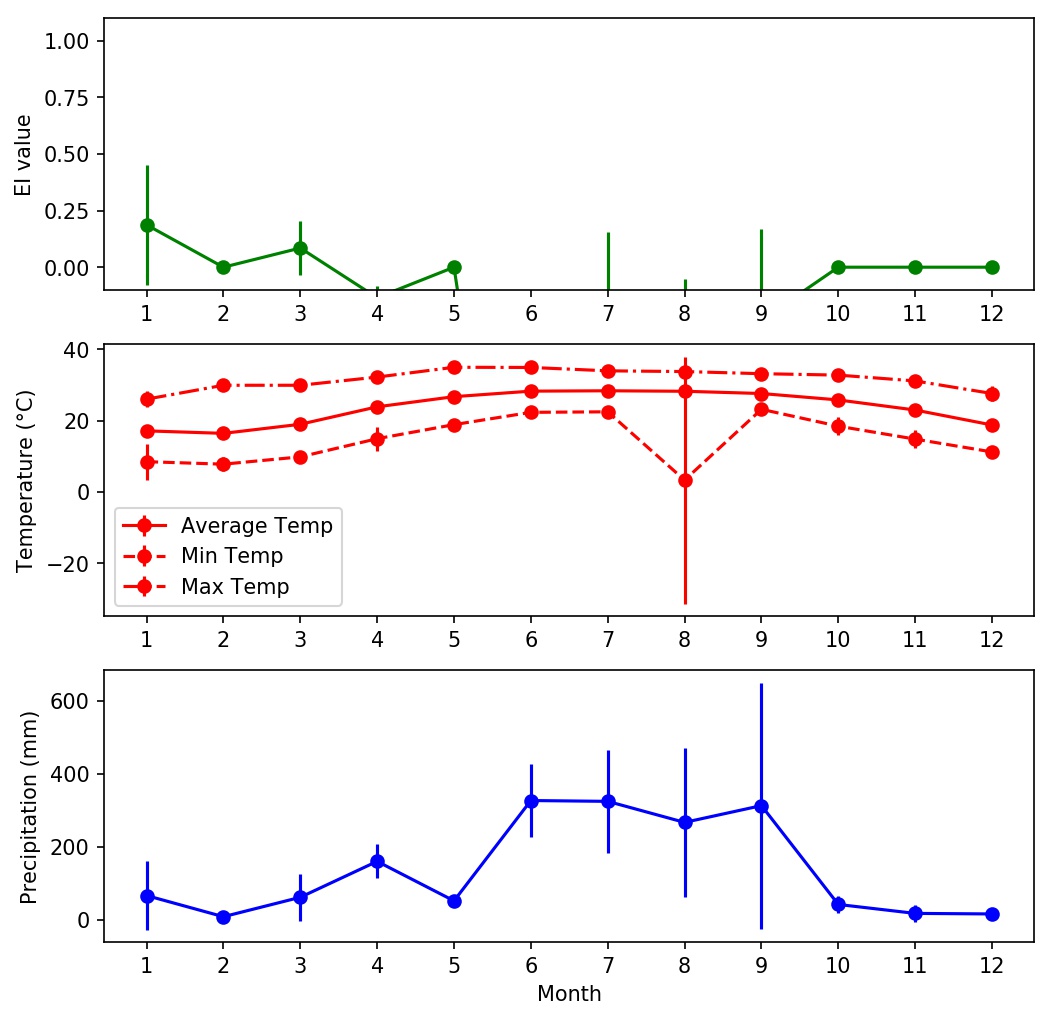 EI value
1.00
0.75
0.50
0.25
0.00
1 2 3 4 5 6 7 8 9 10 11 12
Temperature (°C)
40
20
0
−20
Average Temp
Min Temp
Max Temp
1 2 3 4 5 6 7 8 9 10 11 12
Precipitation (mm)
600
400
200
0
1 2 3 4 5 6 7 8 9 10 11 12
Month